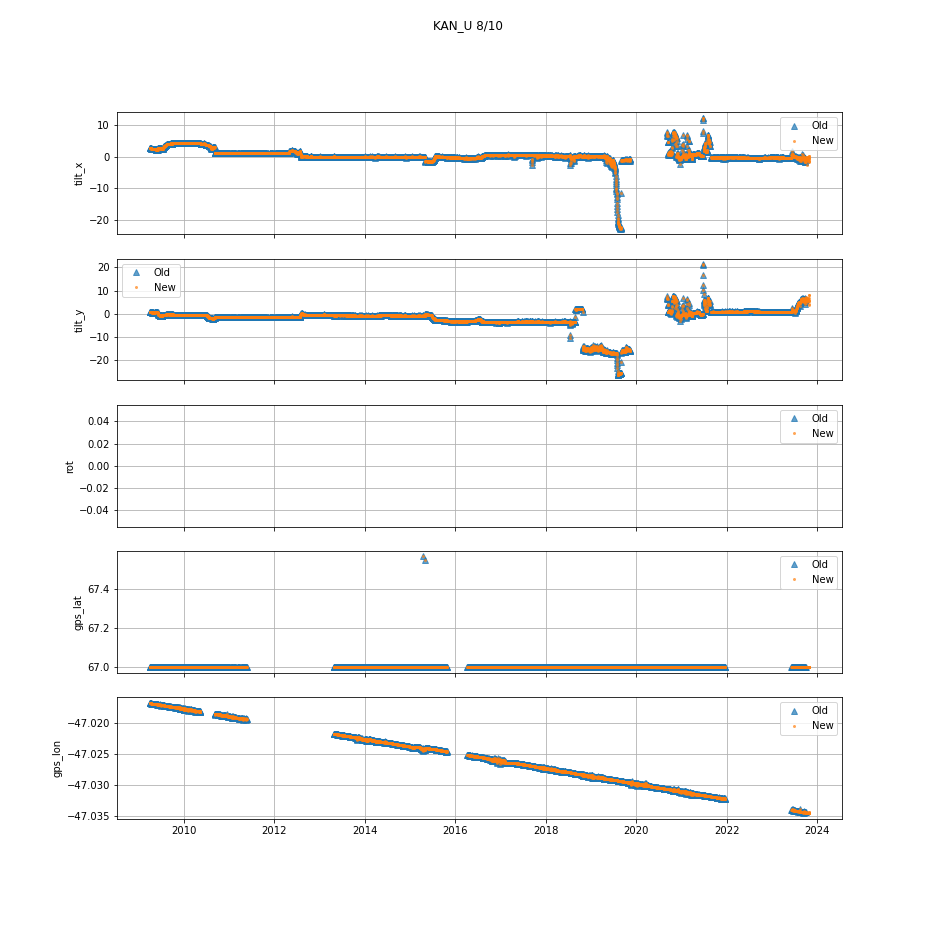 KAN_U 8/10
10
0
−10
−20
tilt_x
Old
New
20
10
0
−10
−20
tilt_y
Old
New
0.04
0.02
0.00
−0.02
−0.04
rot
Old
New
67.4
67.2
67.0
gps_lat
Old
New
−47.020
−47.025
−47.030
−47.035
gps_lon
Old
New
2010 2012 2014 2016 2018 2020 2022 2024